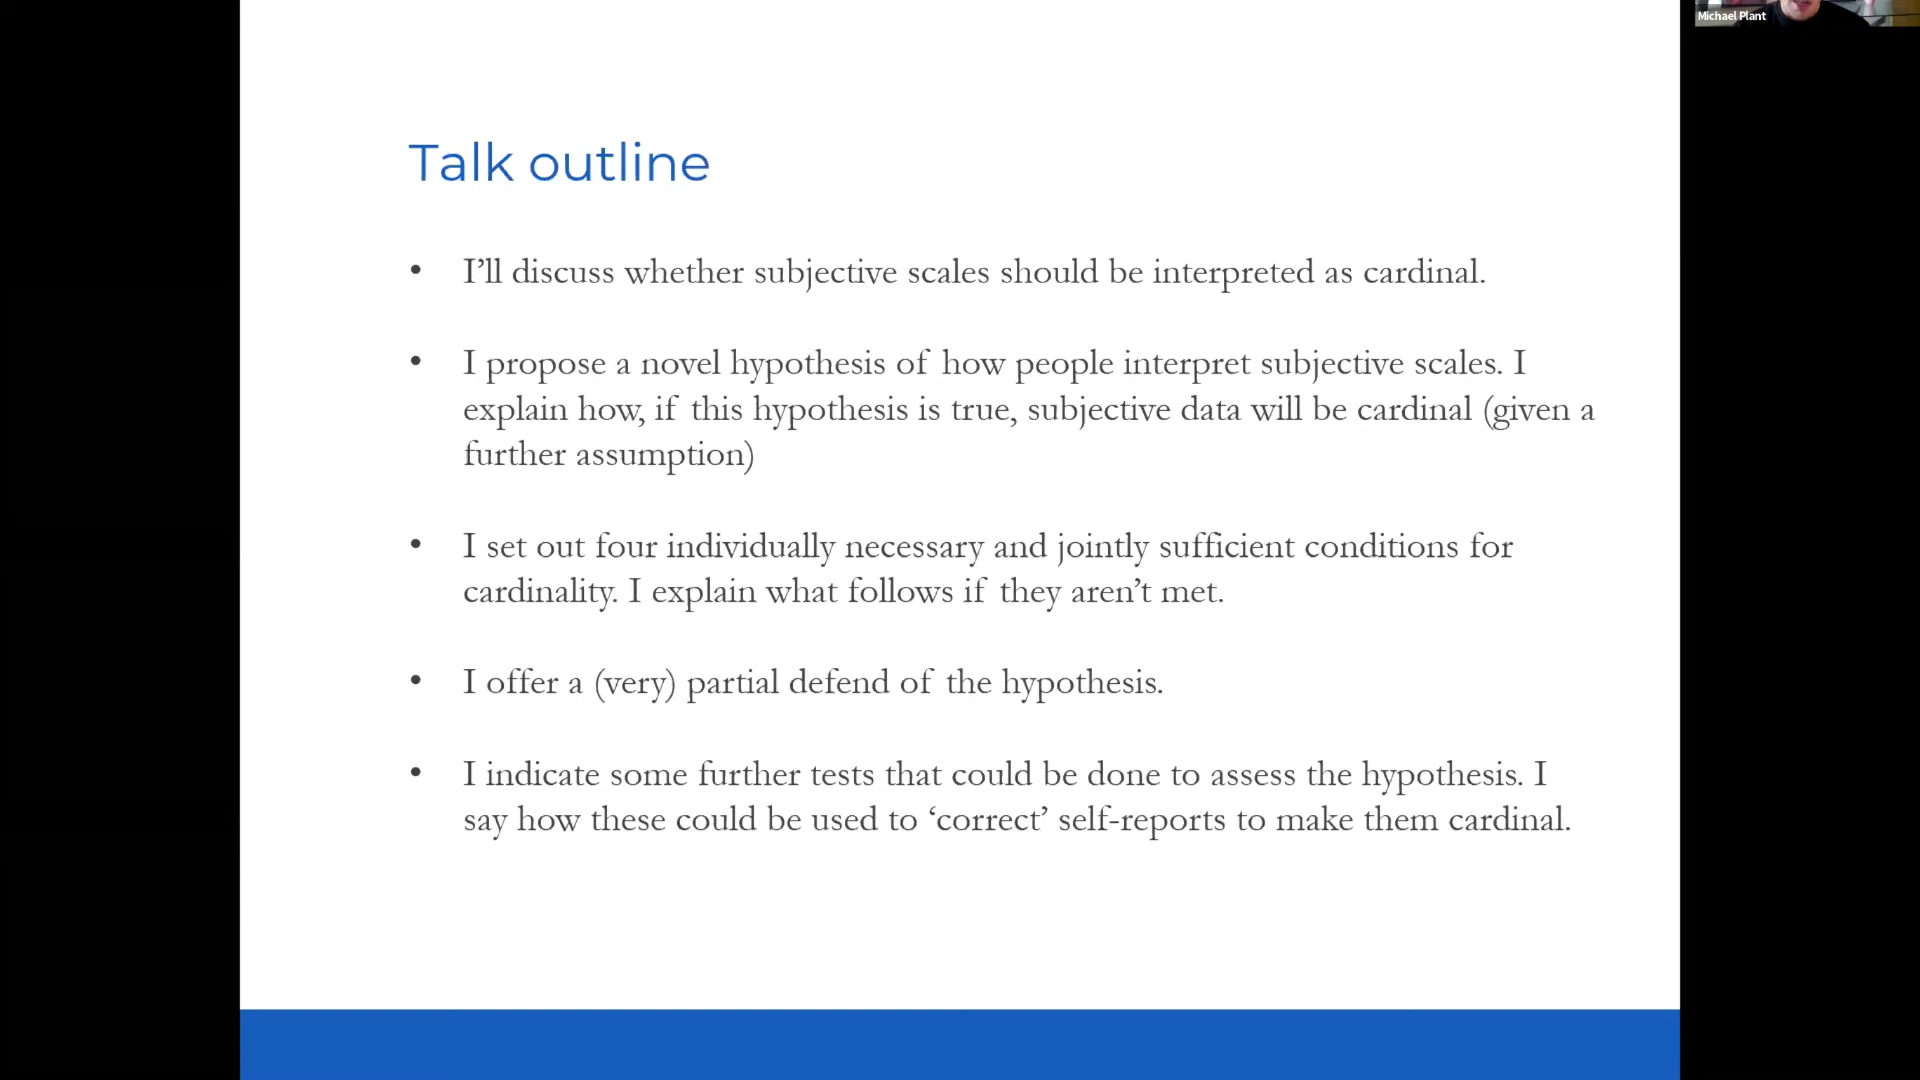 Michael Plant
Talk outline
• I’ll discuss whether subjective scales should be interpreted as cardinal.
• I propose a novel hypothesis of how people interpret subjective scales. I
explain how, if this hypothesis is true, subjective data will be cardinal (given a
further assumption)
• I set out four individually necessary and jointly sufficient conditions for
cardinality. I explain what follows if they aren’t met.
• I offer a (very) partial defend of the hypothesis.
• I indicate some further tests that could be done to assess the hypothesis. I
say how these could be used to ‘correct’ self-reports to make them cardinal.